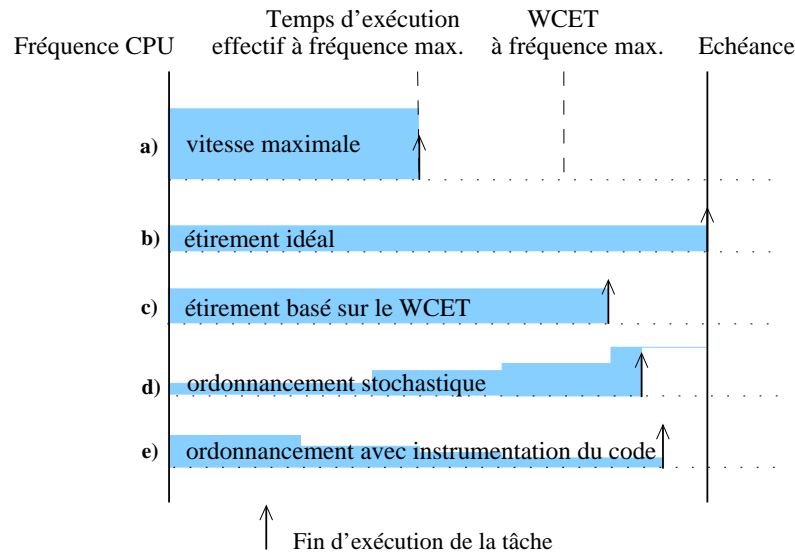 Temps d'exécution
WCET
Fréquence CPU
effectif à fréquence max.
à fréquence max.
Echéance
a) vitesse maximale
b) étirement idéal
c) étirement basé sur le WCET
d) ordonnancement stochastique
e) ordonnancement avec instrumentation du code
Fin d'exécution de la tâche